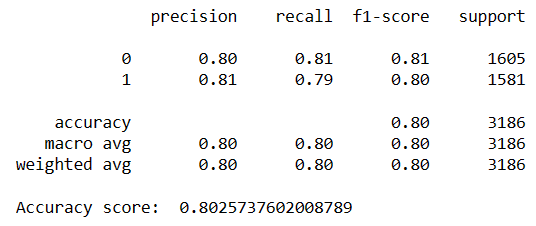 precision recall f1-score support
0 0.80 0.81 0.81 1605
1 0.81 0.79 0.80 1581
accuracy 0.80 3186
macro avg 0.80 0.80 0.80 3186
weighted avg 0.80 0.80 0.80 3186
Accuracy score: 0.8025737602008789